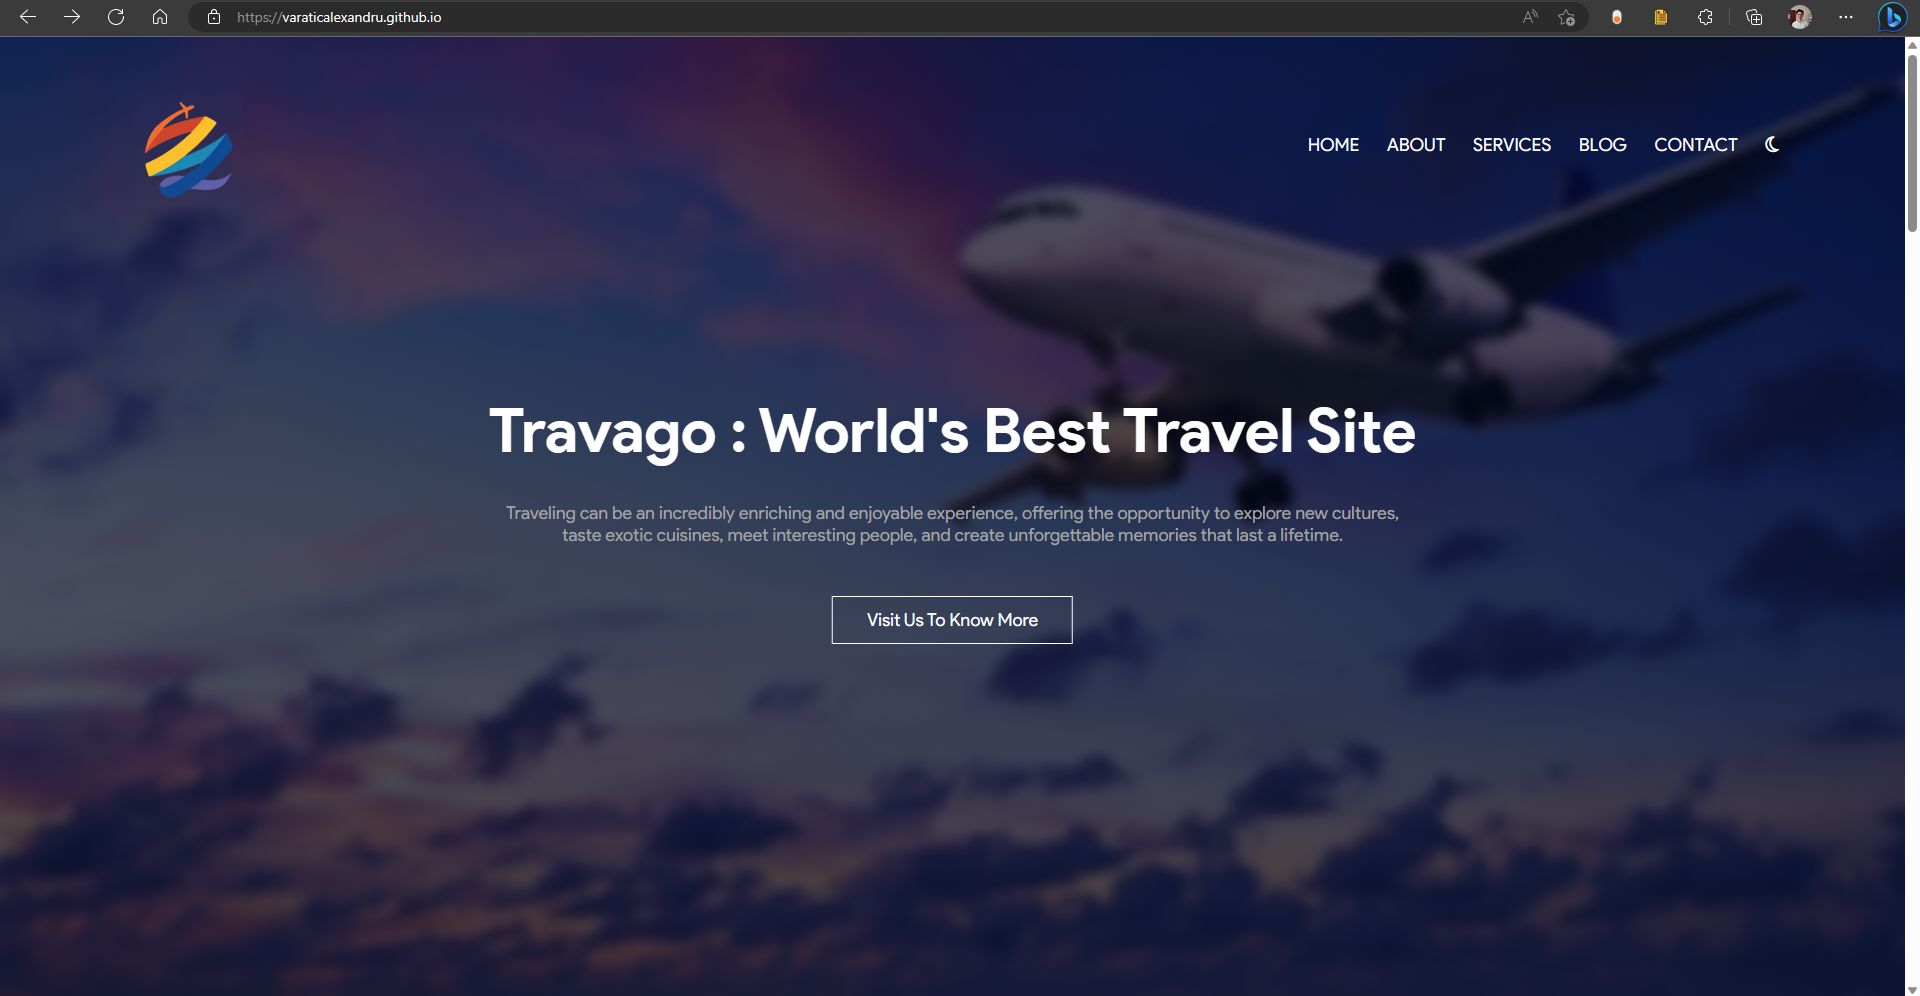 https://varaticalexandru.github.io
HOME ABOUT SERVICES BLOG CONTACT
Travago : World's Best Travel Site
Traveling can be an incredibly enriching and enjoyable experience, offering the opportunity to explore new cultures,
taste exotic cuisines, meet interesting people, and create unforgettable memories that last a lifetime.
Visit Us To Know More